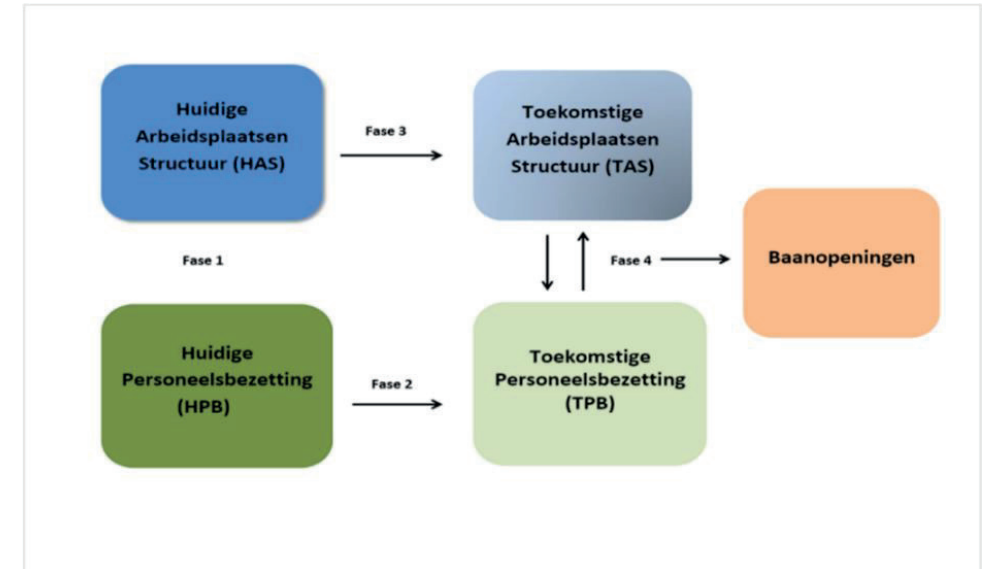 Huidige
Arbeidsplaatsen
Structuur (HAS)
Fase 3
Toekomstige
Arbeidsplaatsen
Structuur (TAS)
Fase 1
Fase 4
Baanopeningen
Huidige
Personeelsbezetting
(HPB)
Fase 2
Toekomstige
Personeelsbezetting
(TPB)